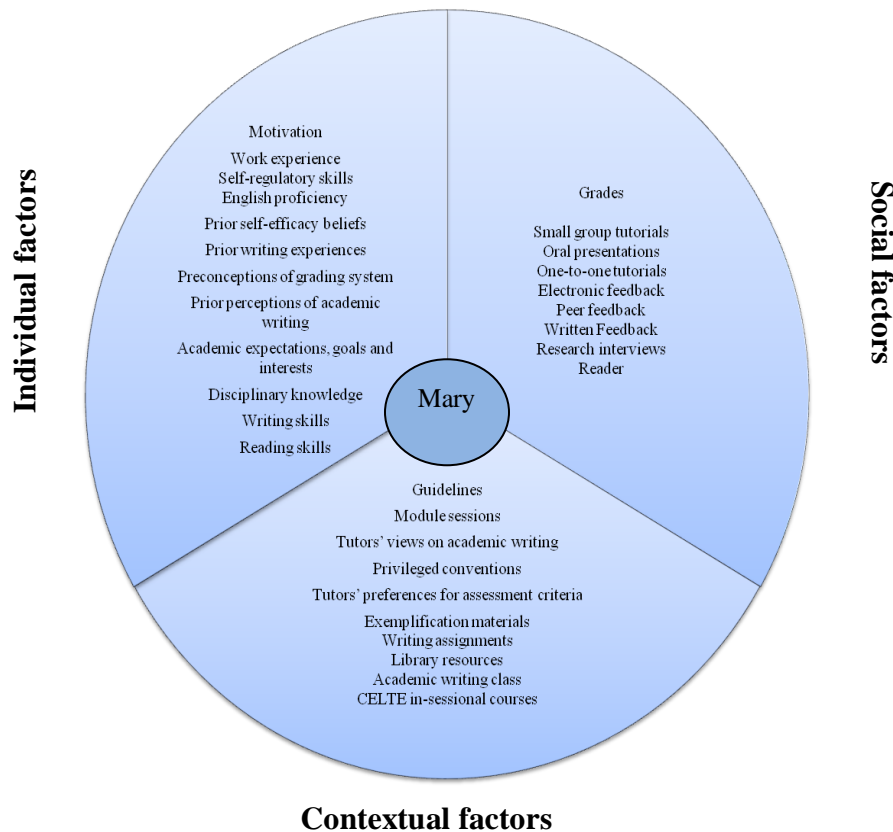 Individual factors
Motivation
Work experience
Self-regulatory skills
English proficiency
Prior self-efficacy beliefs
Prior writing experiences
Preconceptions of grading system
Prior perceptions of academic
writing
Academic expectations, goals and
interests
Disciplinary knowledge
Writing skills
Reading skills
Social factors
Grades
Small group tutorials
Oral presentations
One-to-one tutorials
Electronic feedback
Peer feedback
Written Feedback
Research interviews
Reader
Mary
Guidelines
Module sessions
Tutors' views on academic writing
Privileged conventions
Tutors' preferences for assessment criteria
Exemplification materials
Writing assignments
Library resources
Academic writing class
CELTE in-sessional courses
Contextual factors